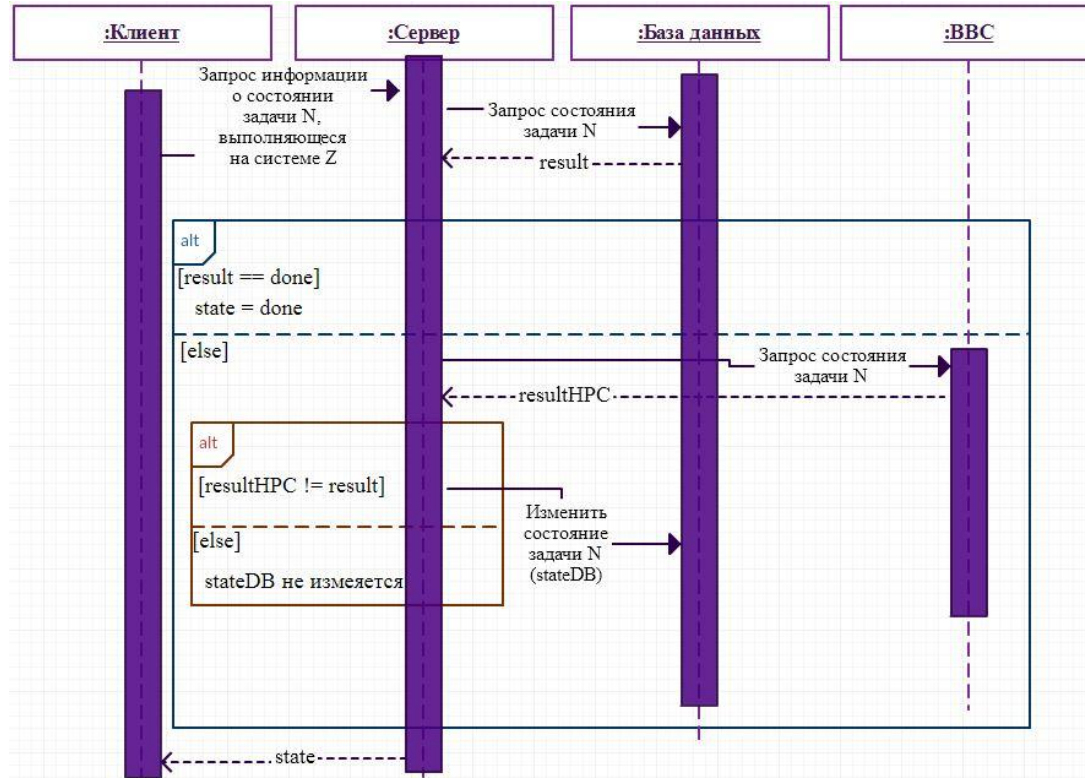 :Клиент
:Сервер
:База данных
:ВВС
Запрос информации
о состоянии
задачи N,
выполняющеся
на системе Z
Запрос состояния
задачи N
result
alt
[result == done]
state = done
[else]
Запрос состояния
задачи N
resultHPC
alt
[resultHPC != result]
Изменить
состояние
задачи N
(stateDB)
[else]
stateDB не измеяется
state